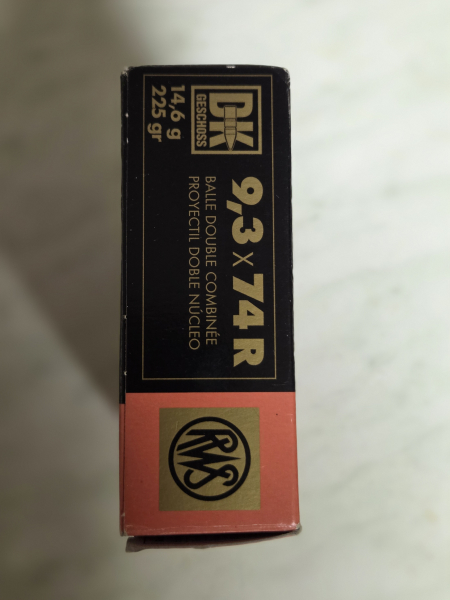 DK
GESCHOSS
14,6 g
225 gr
9,3 x 74 R
BALLE DOUBLE COMBINÉE
PROYECTIL DOBLE NÚCLEO
RWS